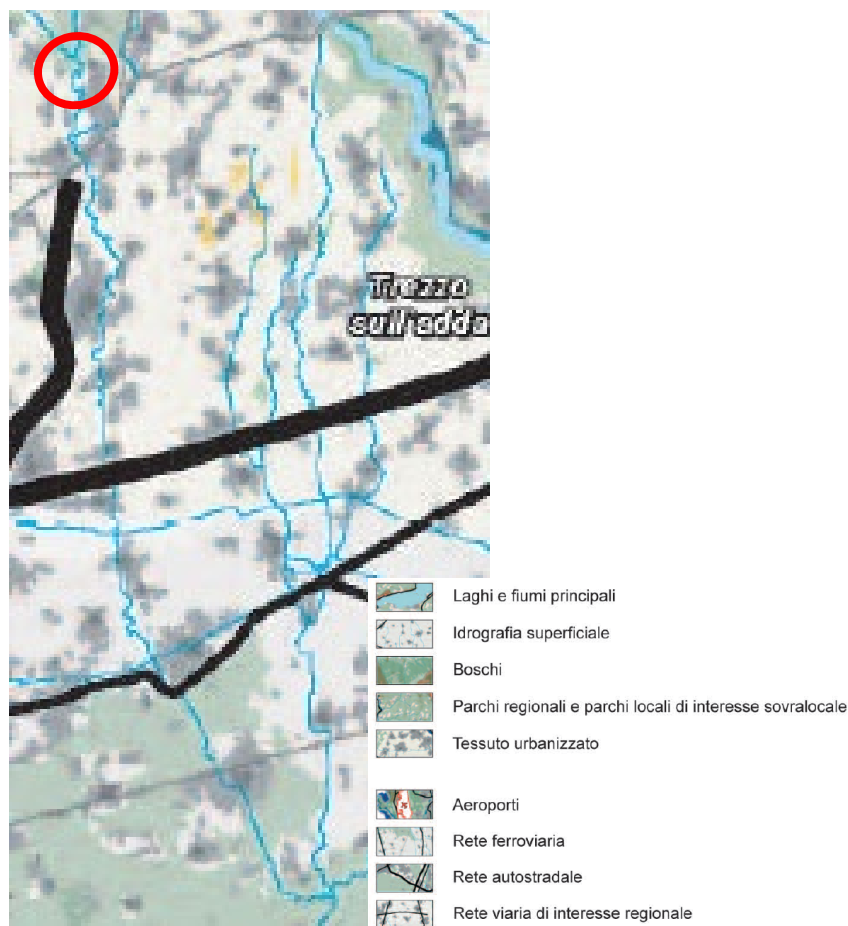 Trezzo
sull'adda
Laghi e fiumi principali
Idrografia superficiale
Boschi
Parchi regionali e parchi locali di interesse sovralocale
Tessuto urbanizzato
Aeroporti
Rete ferroviaria
Rete autostradale
Rete viaria di interesse regionale